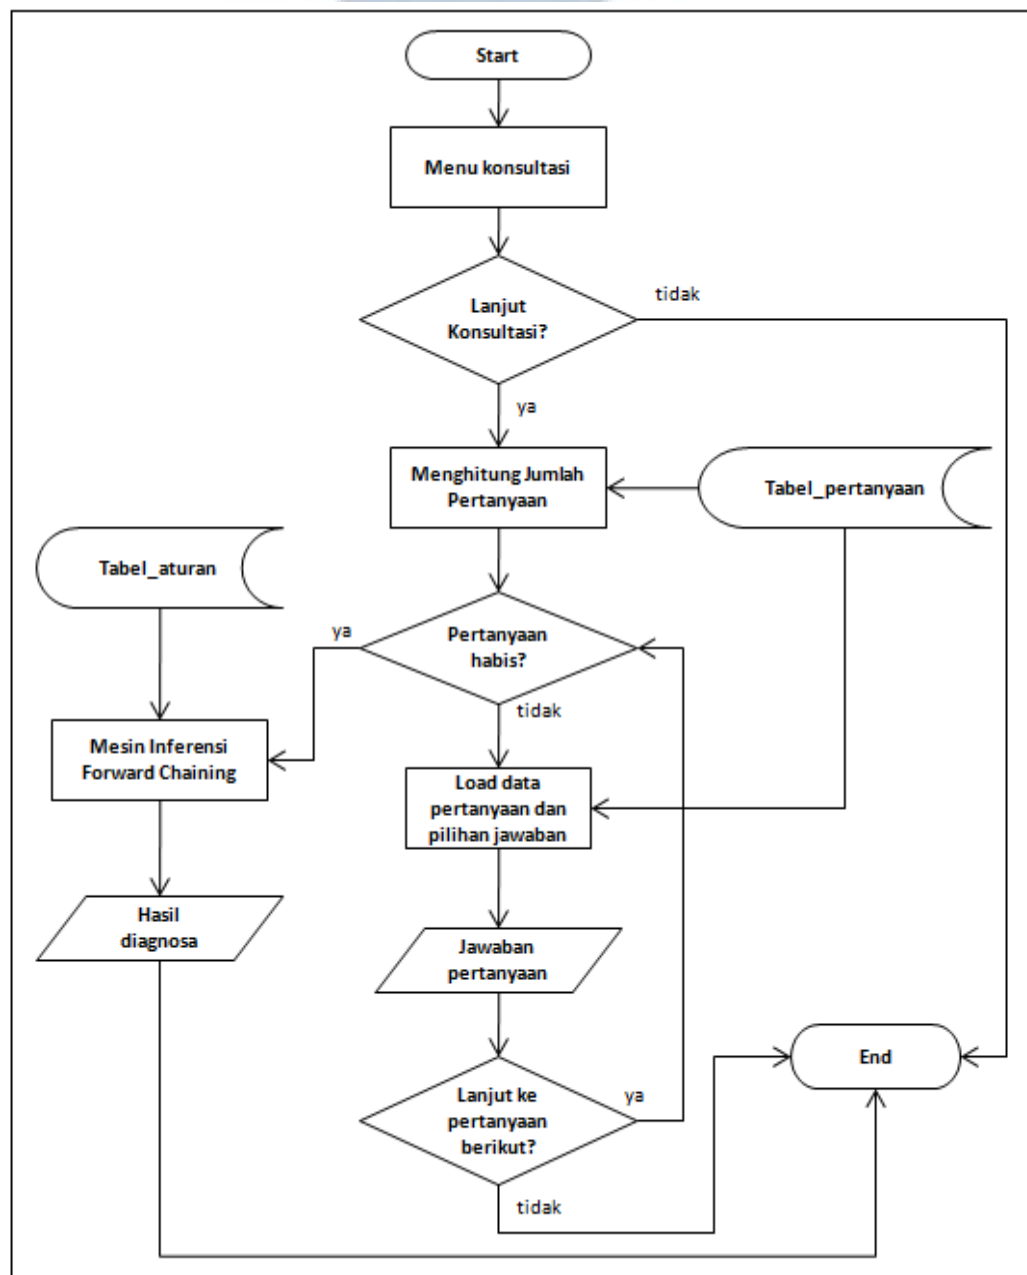 Start
Menu konsultasi
Lanjut
Konsultasi?
tidak
ya
Menghitung Jumlah
Pertanyaan
Tabel_pertanyaan
Tabel_aturan
Pertanyaan
habis?
ya
tidak
Mesin Inferensi
Forward Chaining
Load data
pertanyaan dan
pilihan jawaban
Hasil
diagnosa
Jawaban
pertanyaan
Lanjut ke
pertanyaan
berikut?
ya
tidak
End